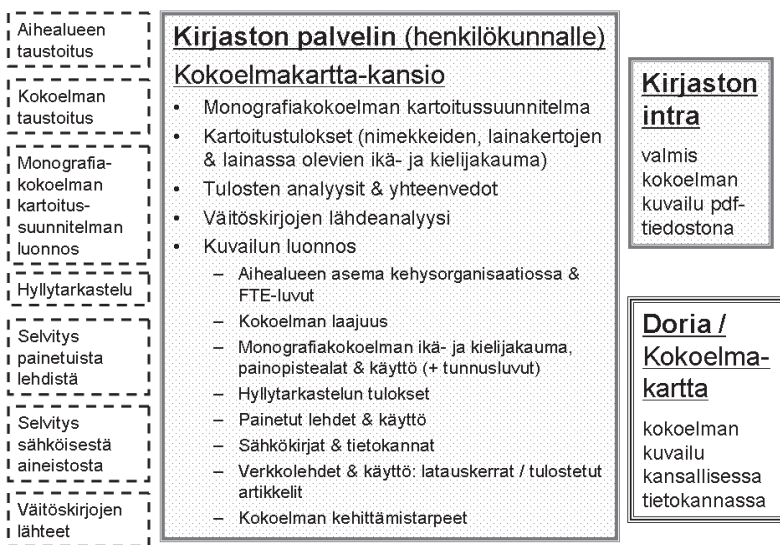 Aihealueen
taustoitus
Kokoelman
taustoitus
Monografia-
kokoelman
kartoitus-
suunnitelman
luonnos
Hyllytarkastelu
Selvitys
painetuista
lehdistä
Selvitys
sähköisestä
aineistosta
Väitöskirjojen
lähteet
Kirjaston palvelin (henkilökunnalle)
Kokoelmakartta-kansio
• Monografiakokoelman kartoitussuunnitelma
• Kartoitustulokset (nimekkeiden, lainakertojen
& lainassa olevien ikä- ja kielijakauma)
• Tulosten analyysit & yhteenvedot
• Väitöskirjojen lähdeanalyysi
• Kuvailun luonnos
– Aihealueen asema kehysorganisaatiossa &
FTE-luvut
– Kokoelman laajuus
– Monografiakokoelman ikä- ja kielijakauma,
painopistealat & käyttö (+ tunnusluvut)
– Hyllytarkastelun tulokset
– Painetut lehdet & käyttö
– Sähkökirjat & tietokannat
– Verkkolehdet & käyttö: latauskerrat / tulostetut
artikkelit
– Kokoelman kehittämistarpeet
Kirjaston
intra
valmis
kokoelman
kuvailu pdf-
tiedostona
Doria /
Kokoelma-
kartta
kokoelman
kuvailu
kansallisessa
tietokannassa